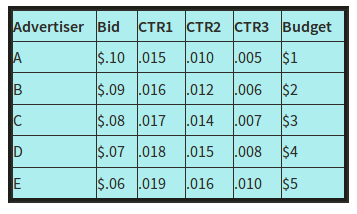 Advertiser Bid CTR1 CTR2 CTR3 Budget
A $.10 .015 .010 .005 $1
B $.09 .016 .012 .006 $2
C $.08 .017 .014 .007 $3
D $.07 .018 .015 .008 $4
E $.06 .019 .016 .010 $5